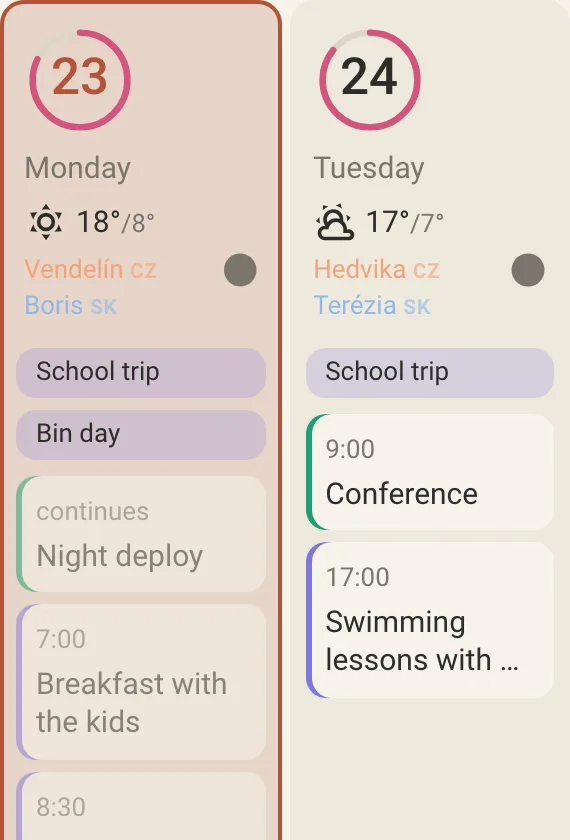 23
Monday
18°/8°
Vendelín CZ
Boris SK
School trip
Bin day
continues
Night deploy
7:00
Breakfast with
the kids
8:30
24
Tuesday
17°/7°
Hedvika CZ
Terézia SK
School trip
9:00
Conference
17:00
Swimming
lessons with ...